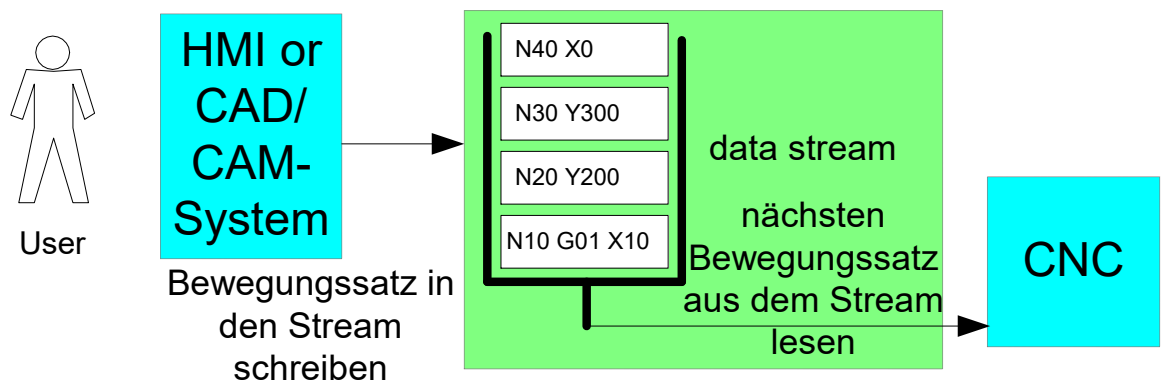 User
HMI or
CAD/
CAM-
System
Bewegungssatz in
den Stream
schreiben
N40 X0
N30 Y300
N20 Y200
N10 G01 X10
data stream
nächsten
Bewegungssatz
aus dem Stream
lesen
CNC